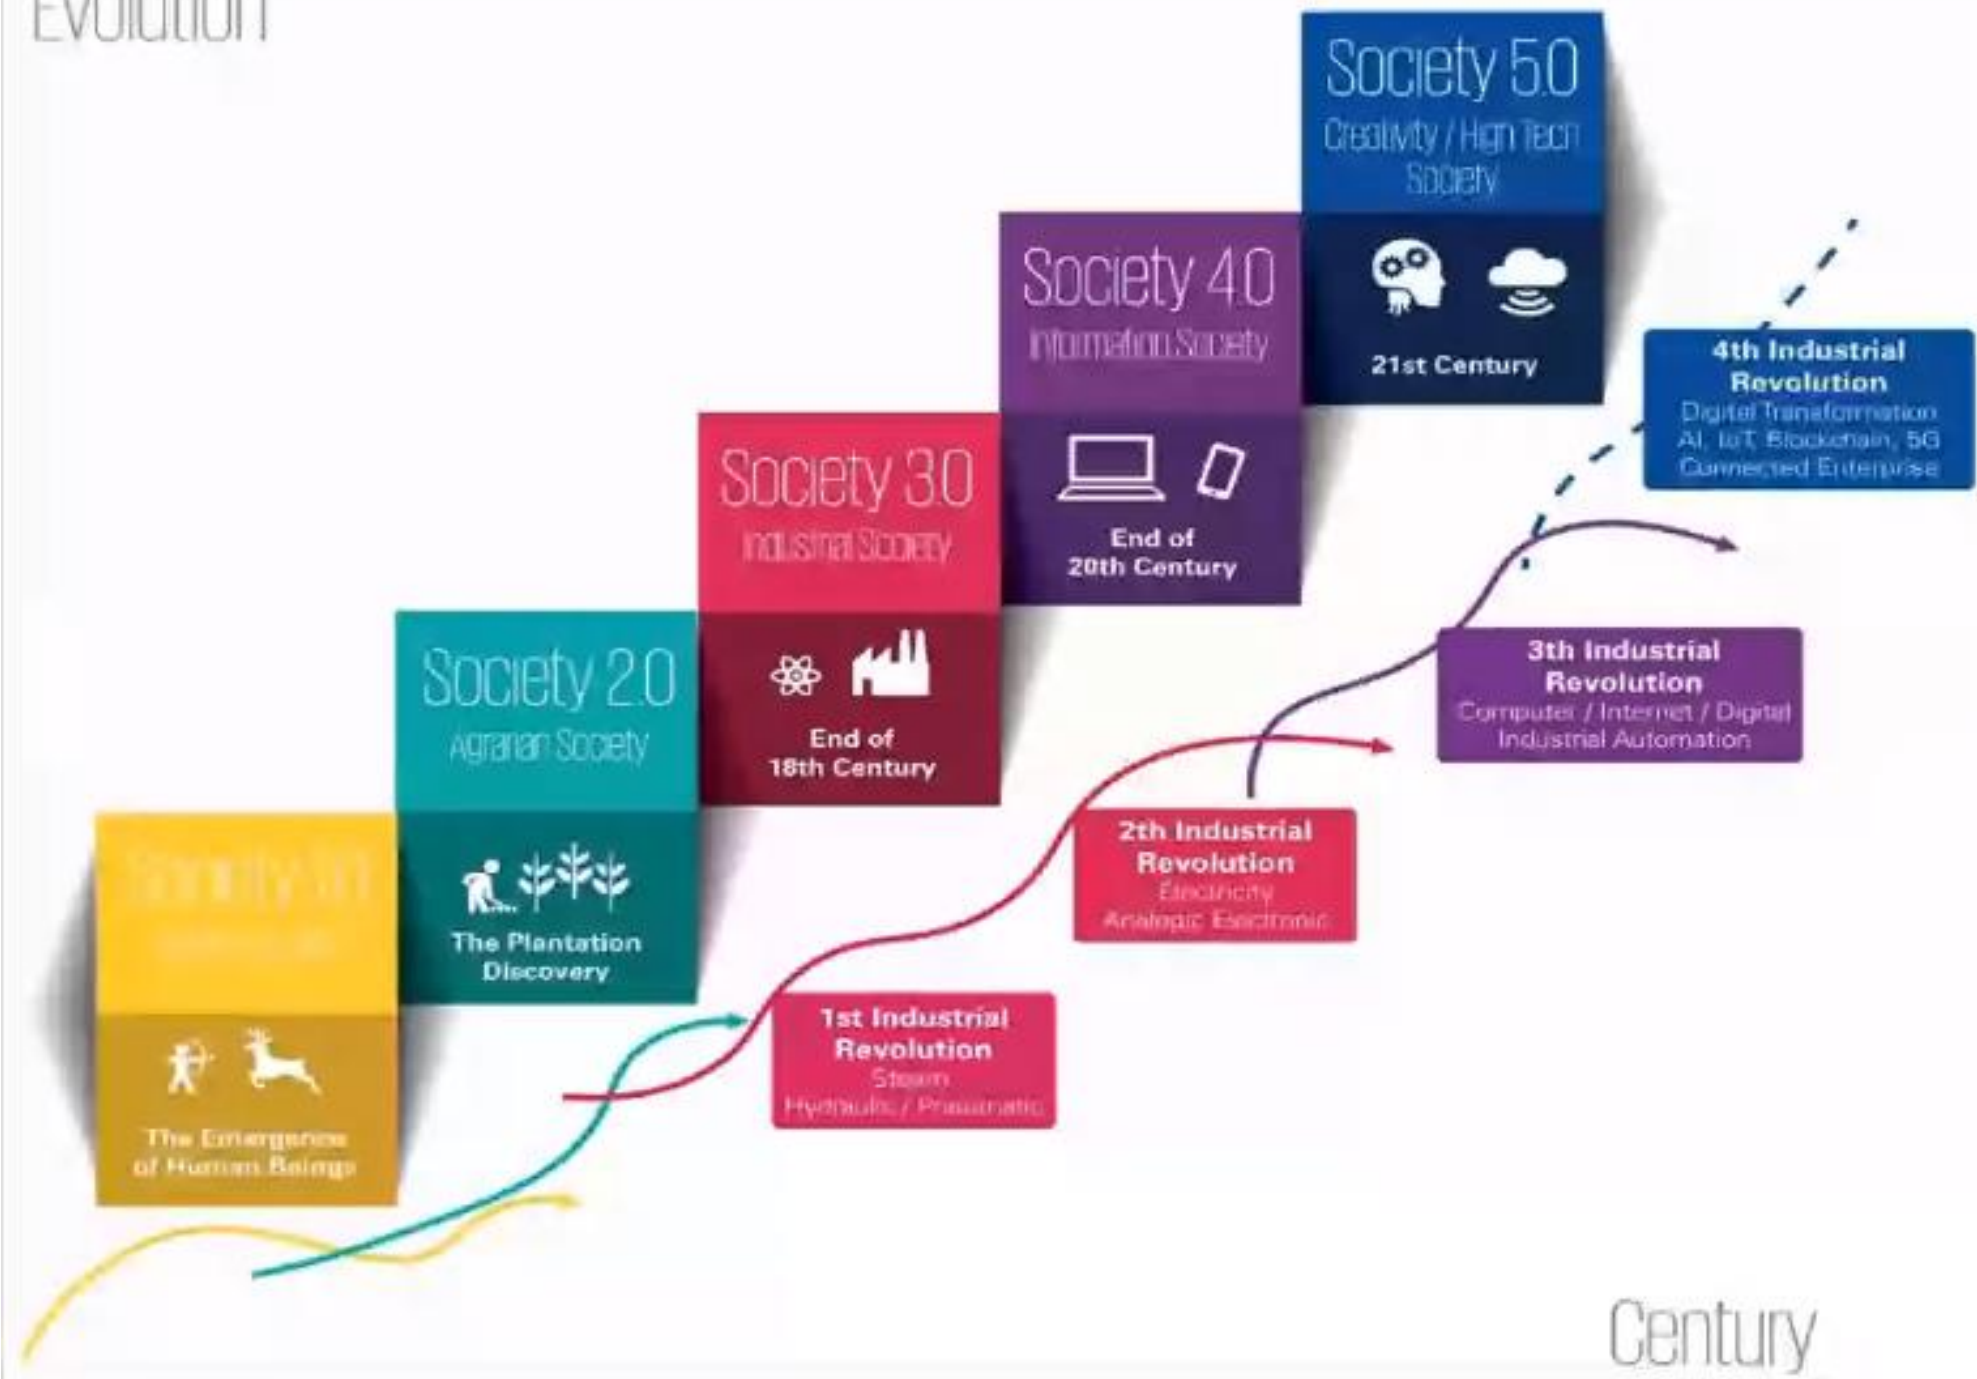 Evolution
Society 5.0
Creativity / High Tech
Society
21st Century
Society 4.0
Information Society
End of
20th Century
Society 3.0
Industrial Society
End of
18th Century
Society 2.0
Agrarian Society
The Plantation
Discovery
The Emergence
of Human Beings
4th Industrial
Revolution
Digital Transformation
AI, IoT, Blockchain, 5G
Connected Enterprise
3th Industrial
Revolution
Computer / Internet / Digital
Industrial Automation
2th Industrial
Revolution
Electricity
Analogic Electronic
1st Industrial
Revolution
Steam
Hydraulic / Pneumatic
Century